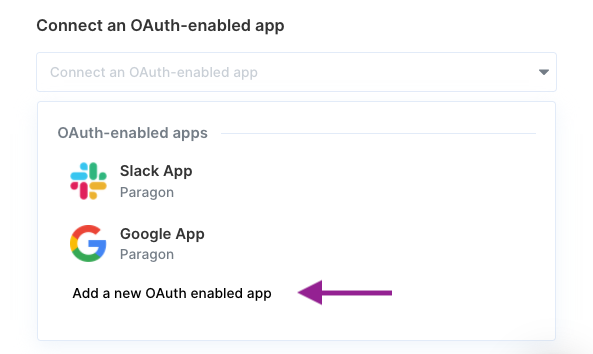 Connect an OAuth-enabled app
Connect an OAuth-enabled app
OAuth-enabled apps
Slack App
Paragon
Google App
Paragon
Add a new OAuth enabled app